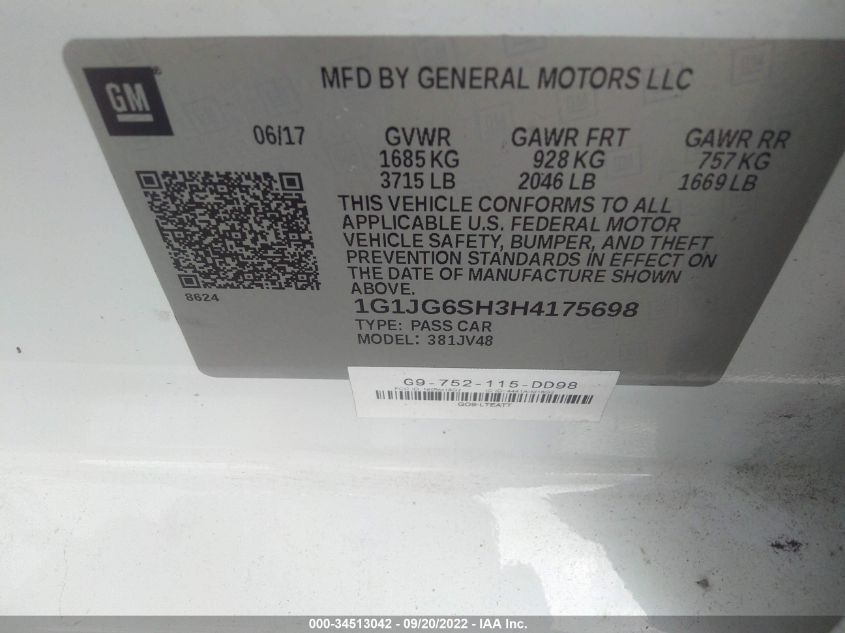 GM
MFD BY GENERAL MOTORS LLC
06/17 GVWR GAWR FRT GAWR RR
1685 KG 928 KG 757 KG
3715 LB 2046 LB 1669 LB
THIS VEHICLE CONFORMS TO ALL
APPLICABLE U.S. FEDERAL MOTOR
VEHICLE SAFETY, BUMPER, AND THEFT
PREVENTION STANDARDS IN EFFECT ON
THE DATE OF MANUFACTURE SHOWN
ABOVE.
8624
1G1JG6SH3H4175698
TYPE: PASS CAR
MODEL: 381JV48
G9-752-115-DD98
000-34513042 - 09/20/2022 - IAA Inc.